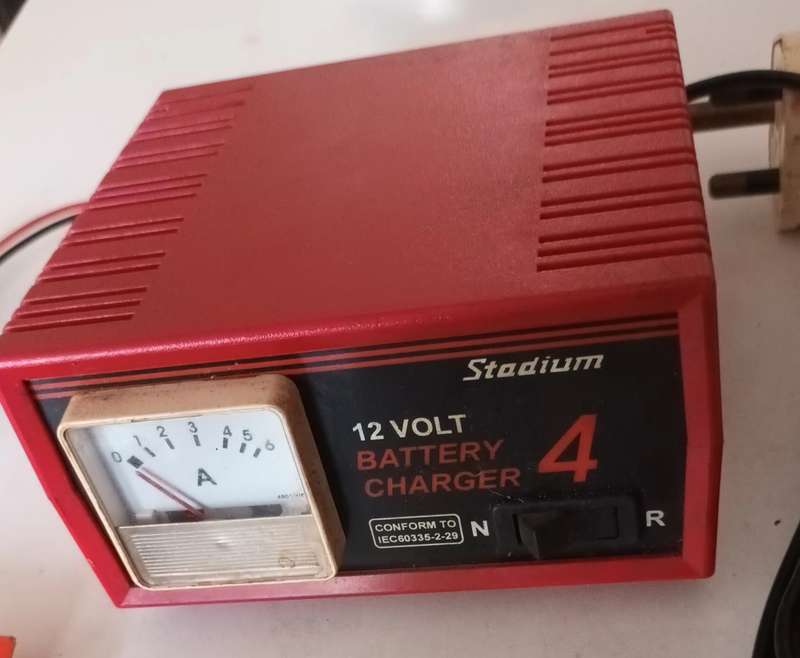 Stadium
12 VOLT
BATTERY
CHARGER
4
CONFORM TO
IEC60335-2-29
N
R
0 1 2 3 4 5 6
A